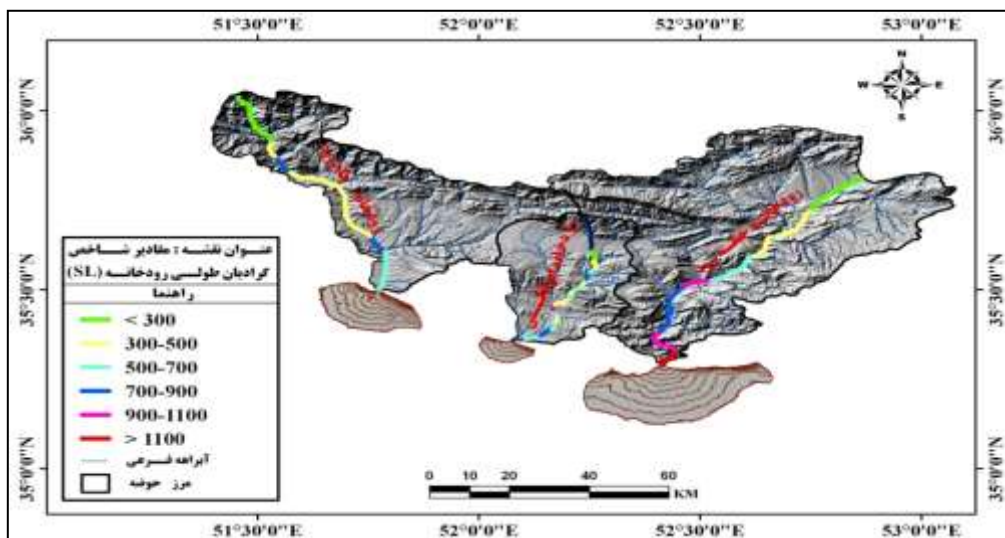 51°30'0"E 52°0'0"E 52°30'0"E 53°0'0"E
36°0'0"N 36°0'0"N
35°30'0"N 35°30'0"N
35°0'0"N 35°0'0"N
N
W E
S
عنوان نقشه : مقادیر شاخص
گرادیان طولی رودخانه (SL)
راهنما
< 300
300-500
500-700
700-900
900-1100
> 1100
آبراهه فرعی
مرز حوضه
0 10 20 40 60
KM
51°30'0"E 52°0'0"E 52°30'0"E 53°0'0"E